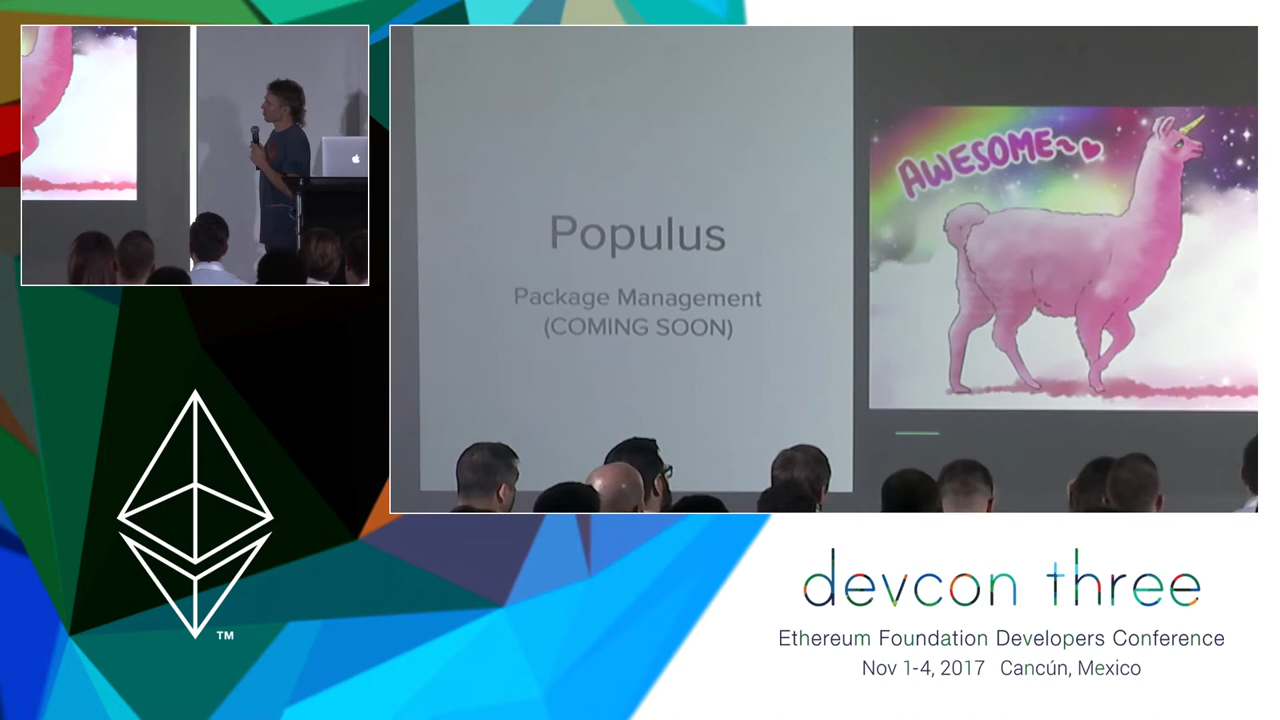 Populus
Package Management
(COMING SOON)
AWESOME~
TM
devcon three
Ethereum Foundation Developers Conference
Nov 1-4, 2017 Cancún, Mexico